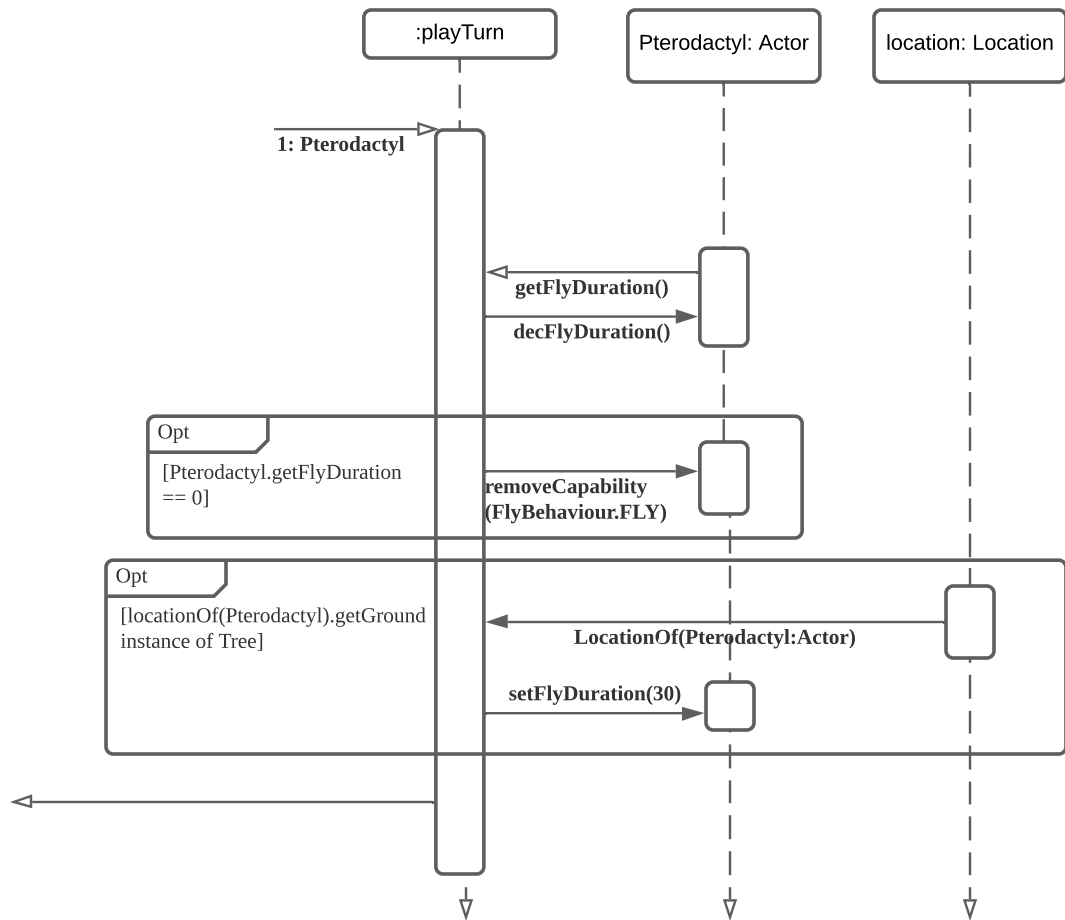 :playTurn
Pterodactyl: Actor
location: Location
1: Pterodactyl
getFlyDuration()
decFlyDuration()
Opt
[Pterodactyl.getFlyDuration
== 0]
removeCapability
(FlyBehaviour.FLY)
Opt
[locationOf(Pterodactyl).getGround
instance of Tree]
LocationOf(Pterodactyl:Actor)
setFlyDuration(30)